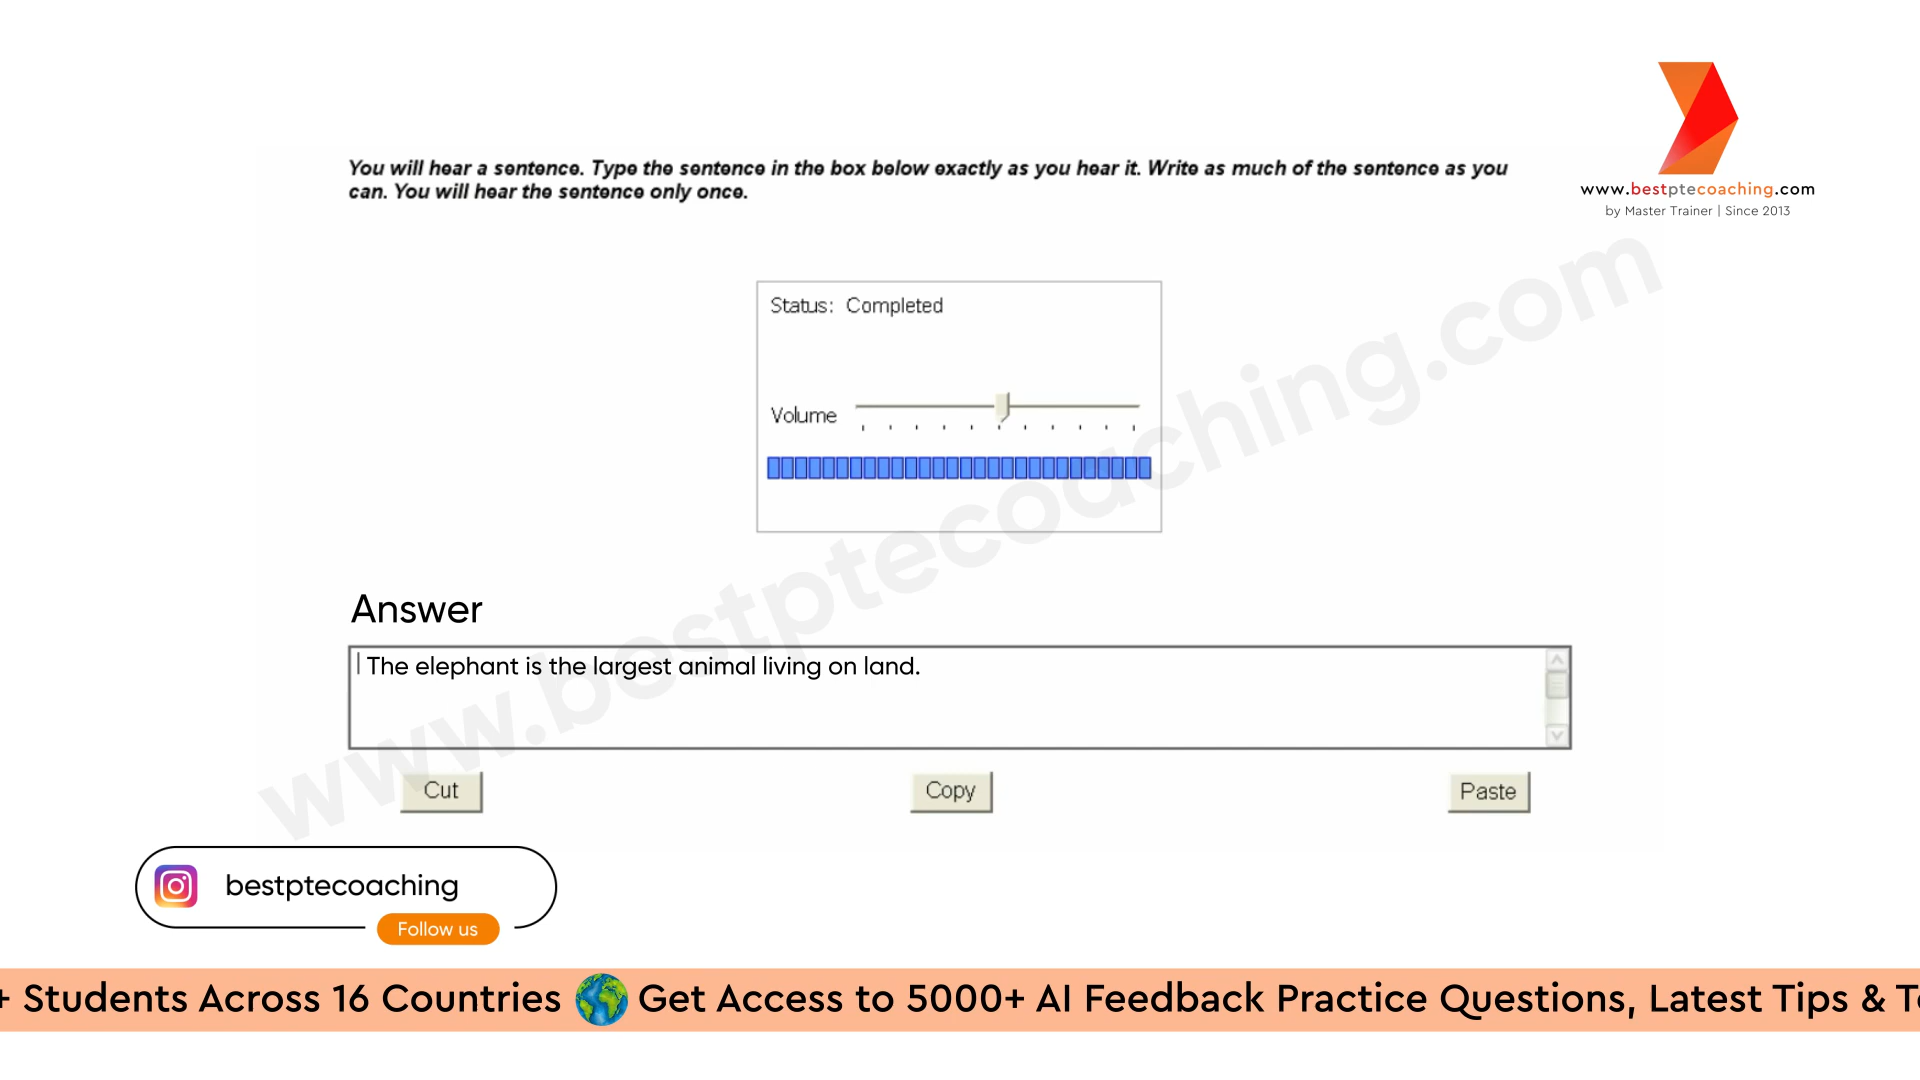 You will hear a sentence. Type the sentence in the box below exactly as you hear it. Write as much of the sentence as you
can. You will hear the sentence only once.
www.bestptecoaching.com
by Master Trainer | Since 2013
Status: Completed
Volume
www.bestptecoaching.com
Answer
The elephant is the largest animal living on land.
Cut
Copy
Paste
bestptecoaching
Follow us
+ Students Across 16 Countries Get Access to 5000+ AI Feedback Practice Questions, Latest Tips &